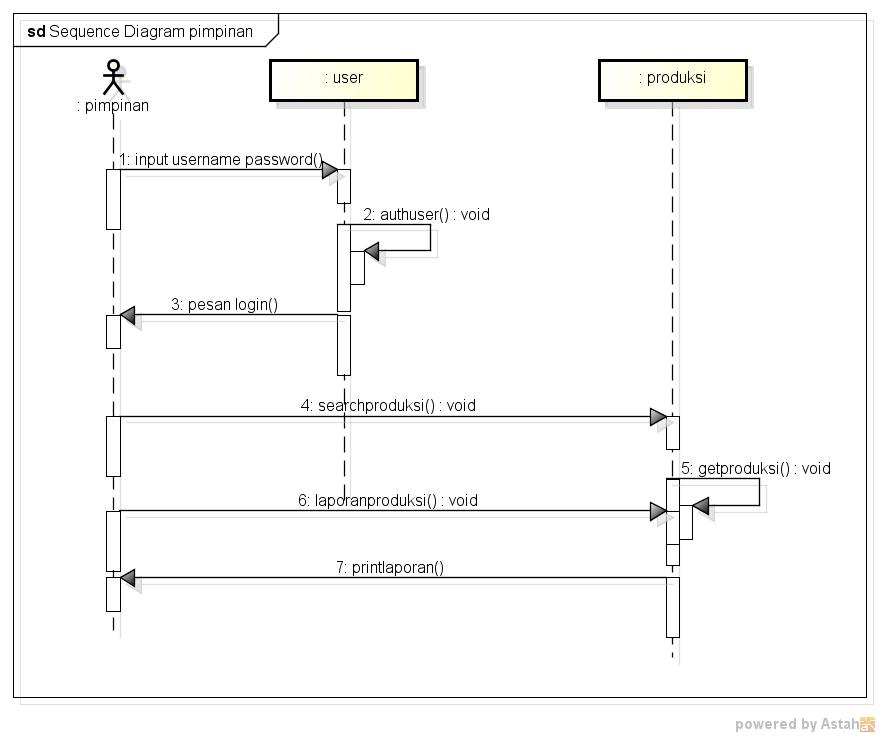 sd Sequence Diagram pimpinan
: pimpinan
: user
: produksi
1: input username password()
2: authuser() : void
3: pesan login()
4: searchproduksi() : void
5: getproduksi() : void
6: laporanproduksi() : void
7: printlaporan()
powered by Astah